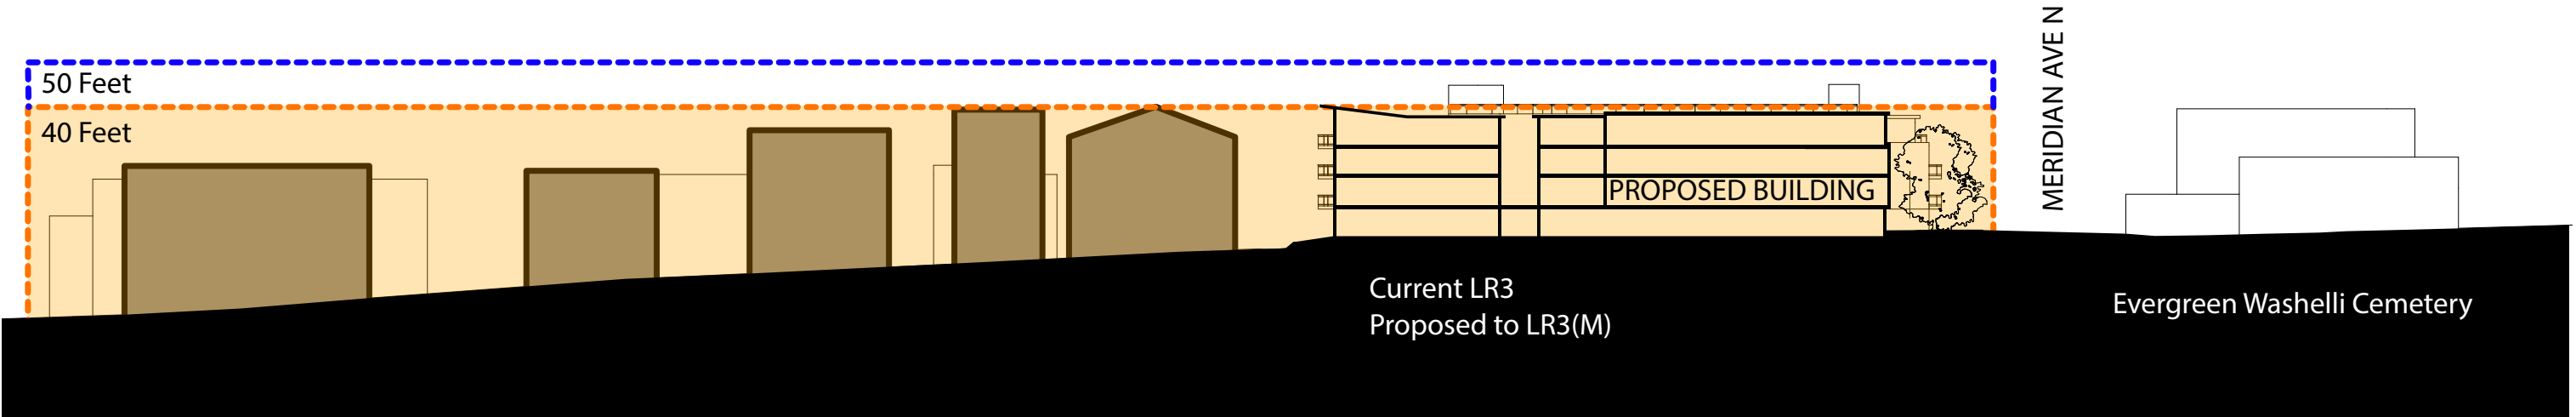 50 Feet
40 Feet
PROPOSED BUILDING
MERIDIAN AVE N
Current LR3
Proposed to LR3(M)
Evergreen Washelli Cemetery